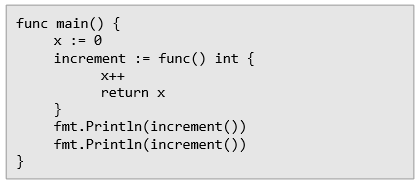 func main() {
    x := 0
    increment := func() int {
        x++
        return x
    }
    fmt.Println(increment())
    fmt.Println(increment())
}